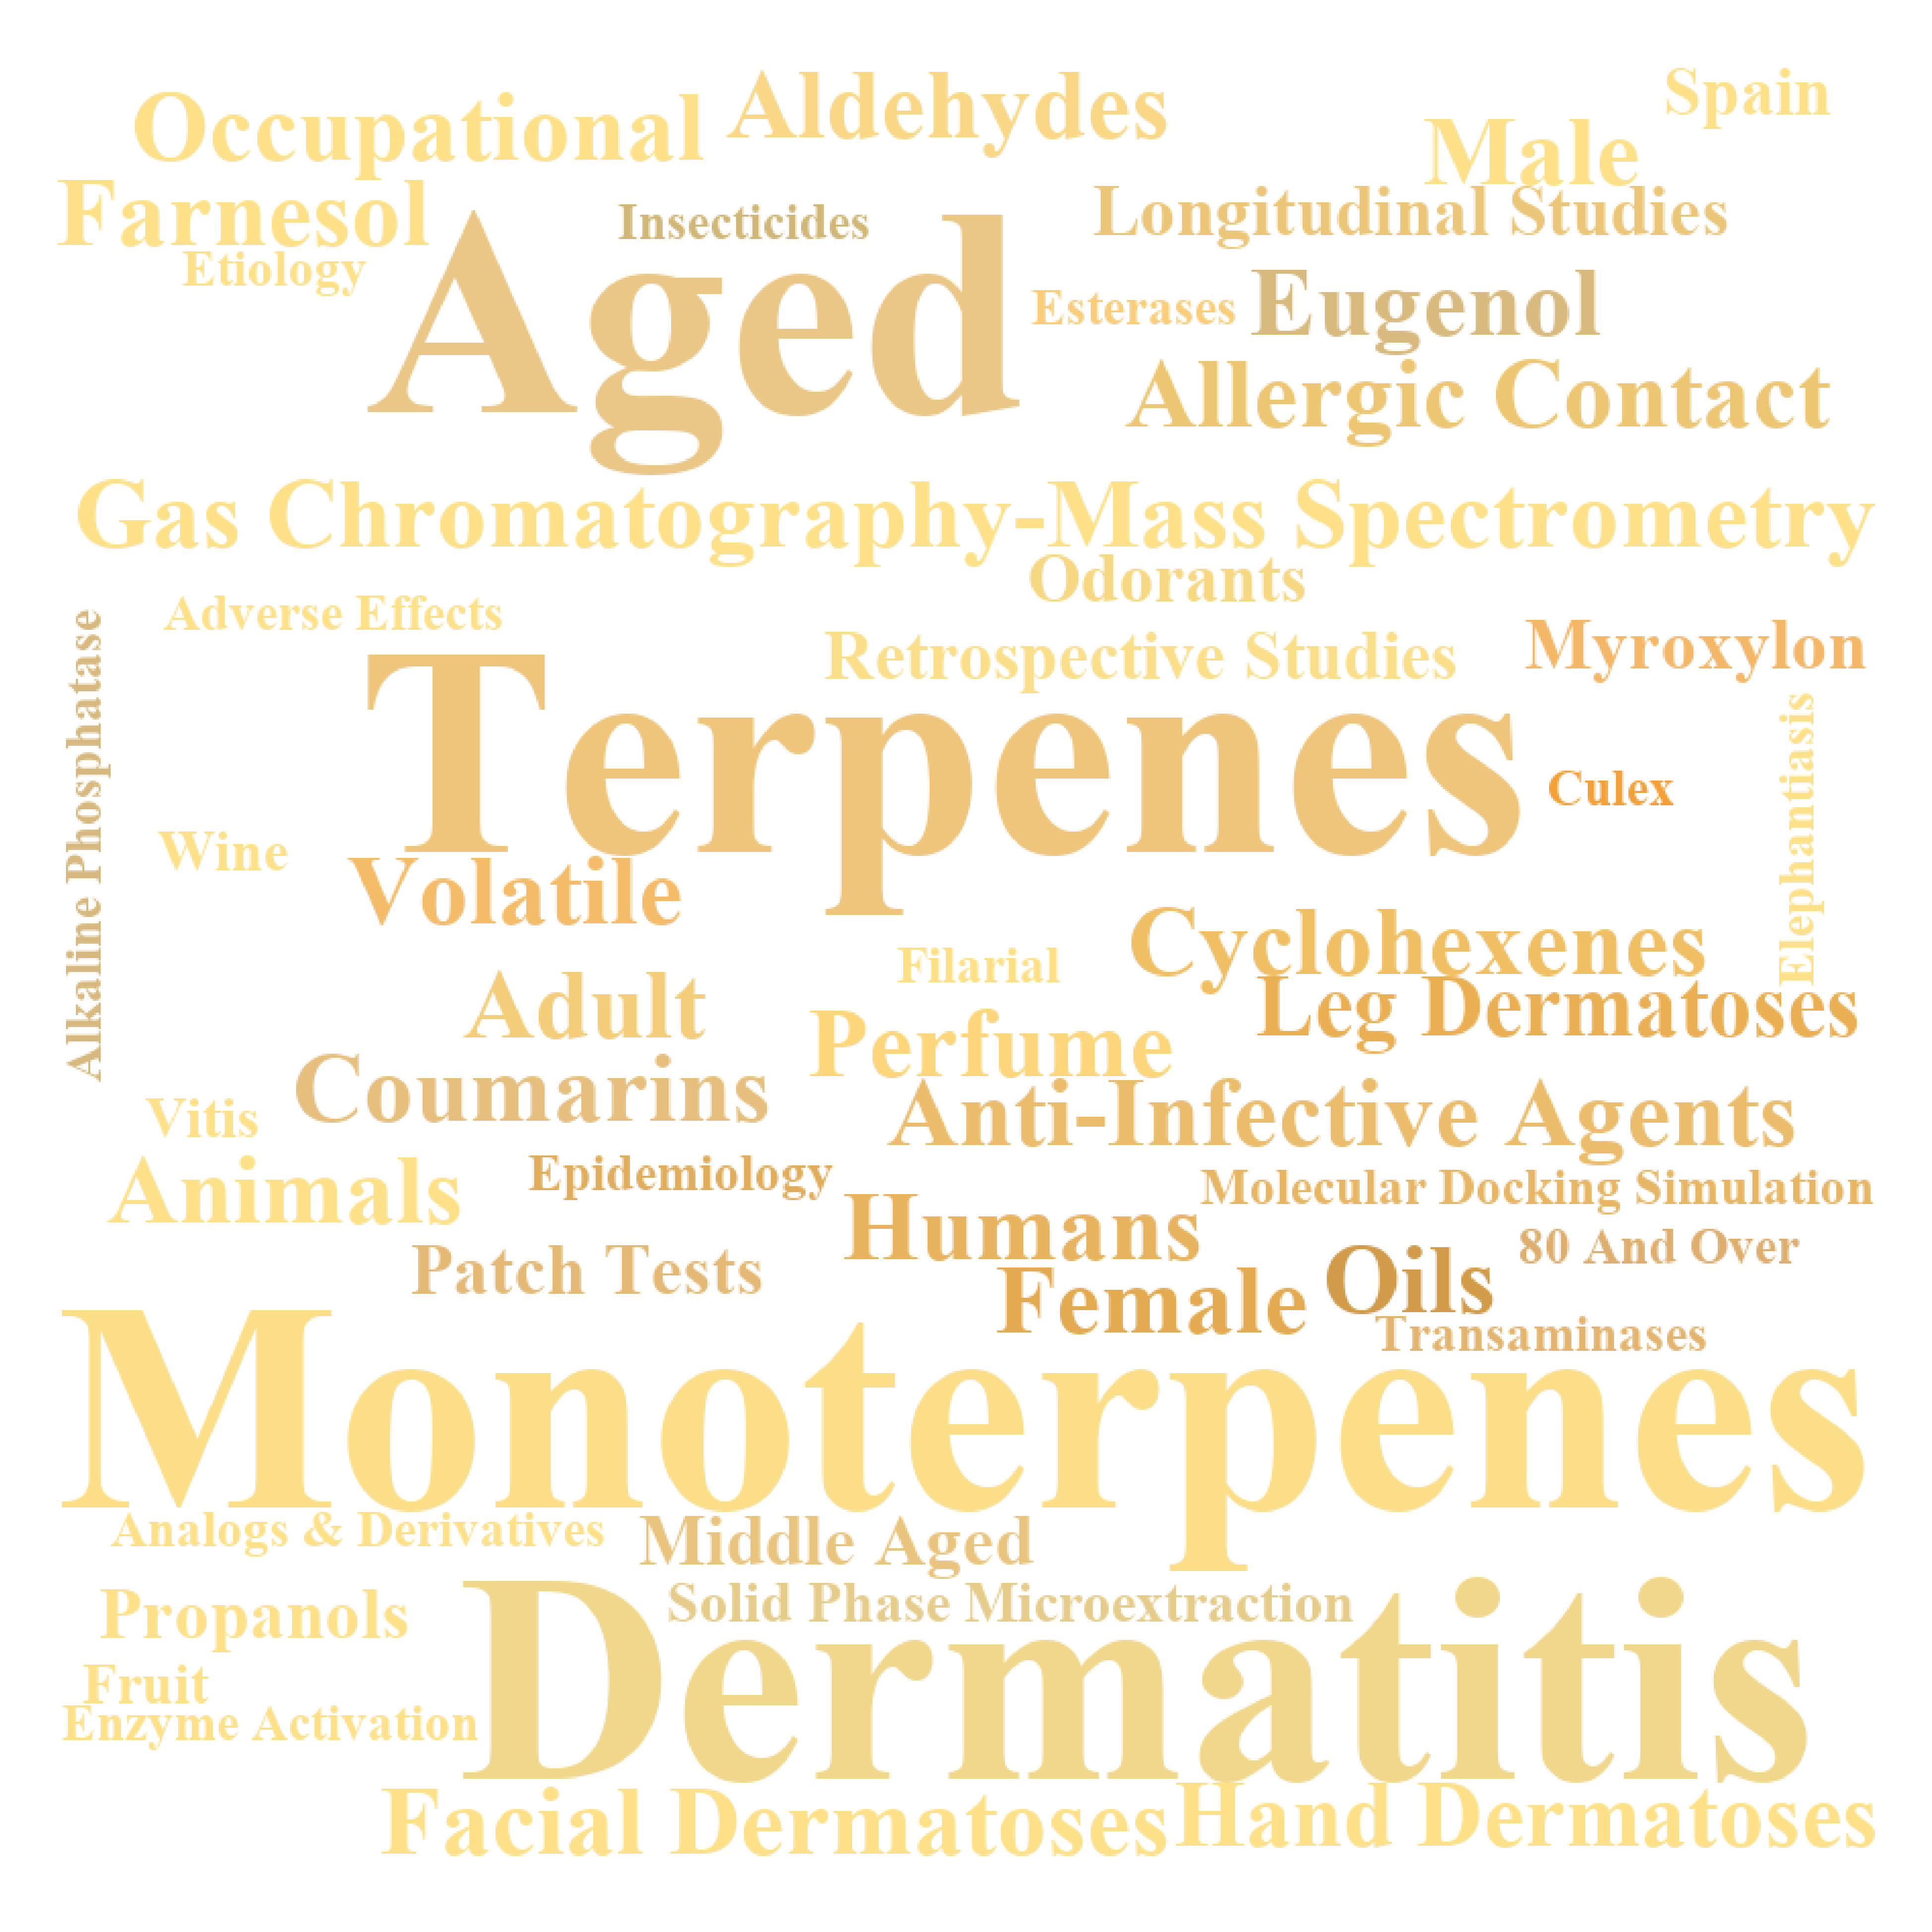 Spain
Aldehydes
Occupational
Male
Farnesol
Insecticides
Longitudinal Studies
Etiology
Aged
Esterases
Eugenol
Allergic Contact
Gas Chromatography-Mass Spectrometry
Odorants
Adverse Effects
Retrospective Studies
Myroxylon
Alkaline Phosphatase
Terpenes
Culex
Elephantiasis
Wine
Volatile
Cyclohexenes
Filarial
Adult
Leg Dermatoses
Perfume
Coumarins
Vitis
Anti-Infective Agents
Animals
Epidemiology
Molecular Docking Simulation
Humans
80 And Over
Patch Tests
Oils
Female
Transaminases
Monoterpenes
Analogs & Derivatives
Middle Aged
Solid Phase Microextraction
Propanols
Dermatitis
Fruit
Enzyme Activation
Facial Dermatoses
Hand Dermatoses